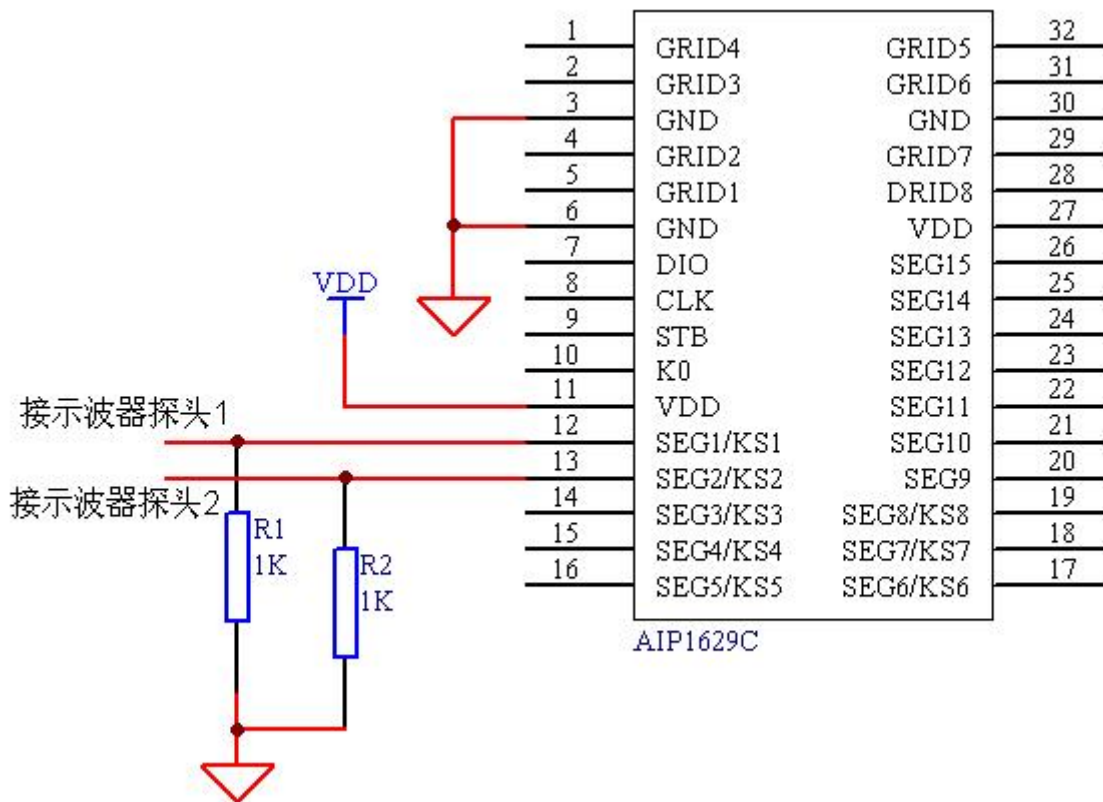 1 GRID4 GRID5 32
2 GRID3 GRID6 31
3 GND GND 30
4 GRID2 GRID7 29
5 GRID1 DRID8 28
6 GND VDD 27
7 DIO SEG15 26
VDD
8 CLK SEG14 25
9 STB SEG13 24
10 K0 SEG12 23
11 VDD SEG11 22
接示波器探头1
12 SEG1/KS1 SEG10 21
13 SEG2/KS2 SEG9 20
接示波器探头2
14 SEG3/KS3 SEG8/KS8 19
R1
1K
15 SEG4/KS4 SEG7/KS7 18
R2
1K
16 SEG5/KS5 SEG6/KS6 17
AIP1629C